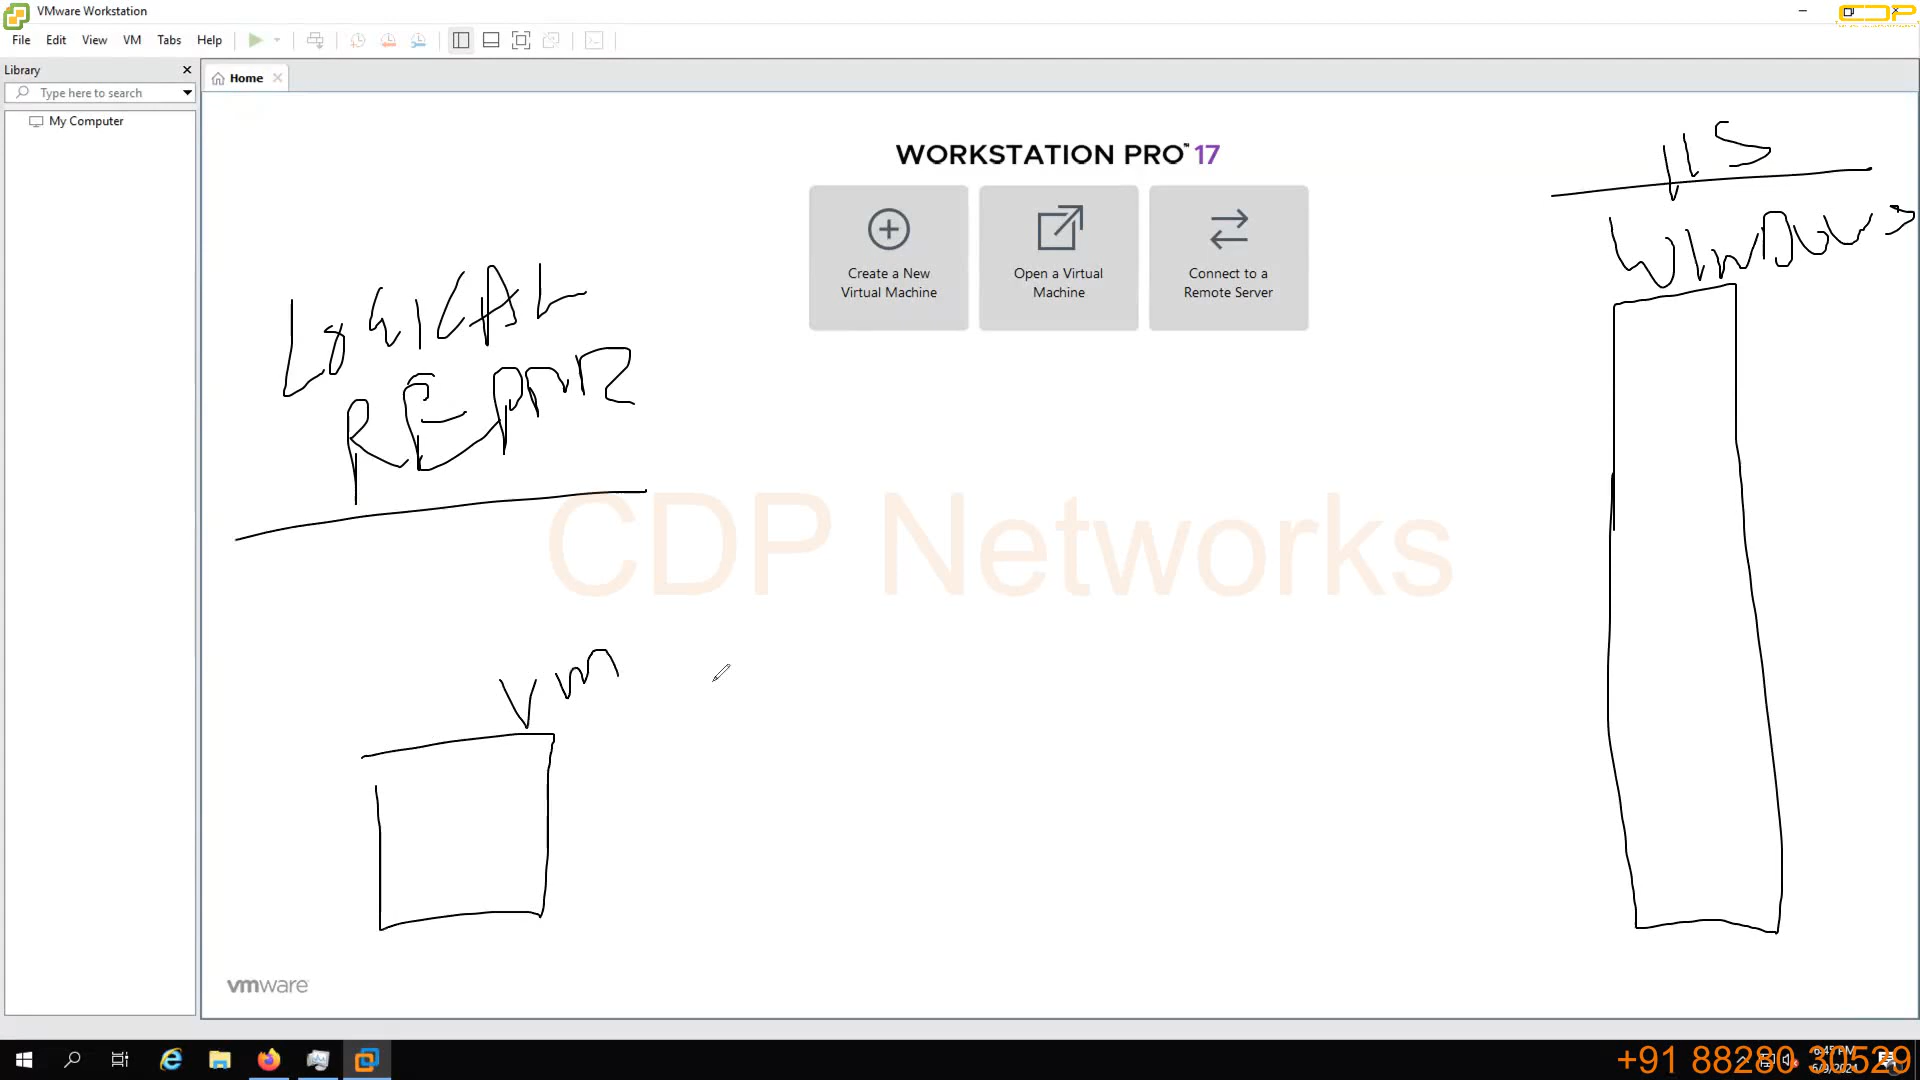 VMware Workstation
CDP
File Edit View VM Tabs Help
Library
Home
Type here to search
My Computer
WORKSTATION PRO™ 17
Create a New
Virtual Machine
Open a Virtual
Machine
Connect to a
Remote Server
IIS
WINDOWS
LOGICAL
CDP Networks
VM
vmware
+91 88280 30529